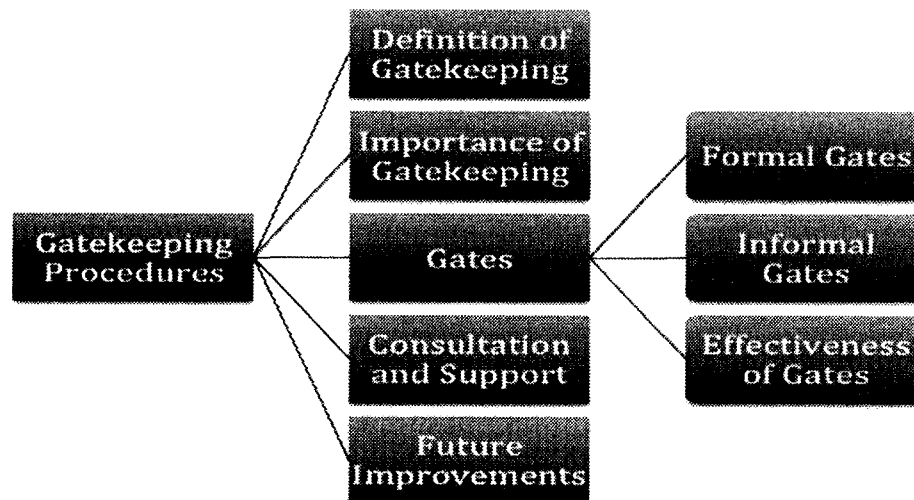 Definition of
Gatekeeping
Importance of
Gatekeeping
Formal Gates
Gatekeeping
Procedures
Gates
Informal
Gates
Consultation
and Support
Effectiveness
of Gates
Future
Improvements